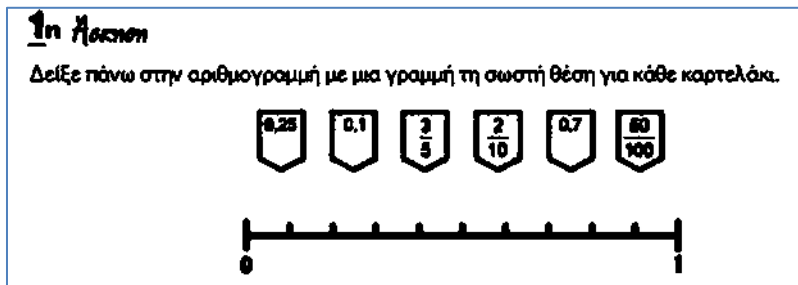 1η Άσκηση
Δείξε πάνω στην αριθμογραμμή με μια γραμμή τη σωστή θέση για κάθε καρτελάκι.
0,25 0,1 3/5 2/10 0,7 50/100
0 1